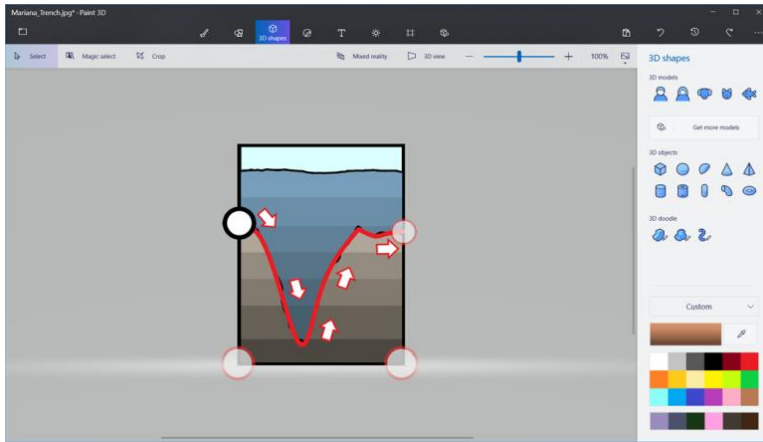 Mariana_Trench.jpg* - Paint 3D
3D shapes
Select
Magic select
Crop
Mixed reality
3D view
100%
3D shapes
3D models
Get more models
3D objects
3D doodle
Custom